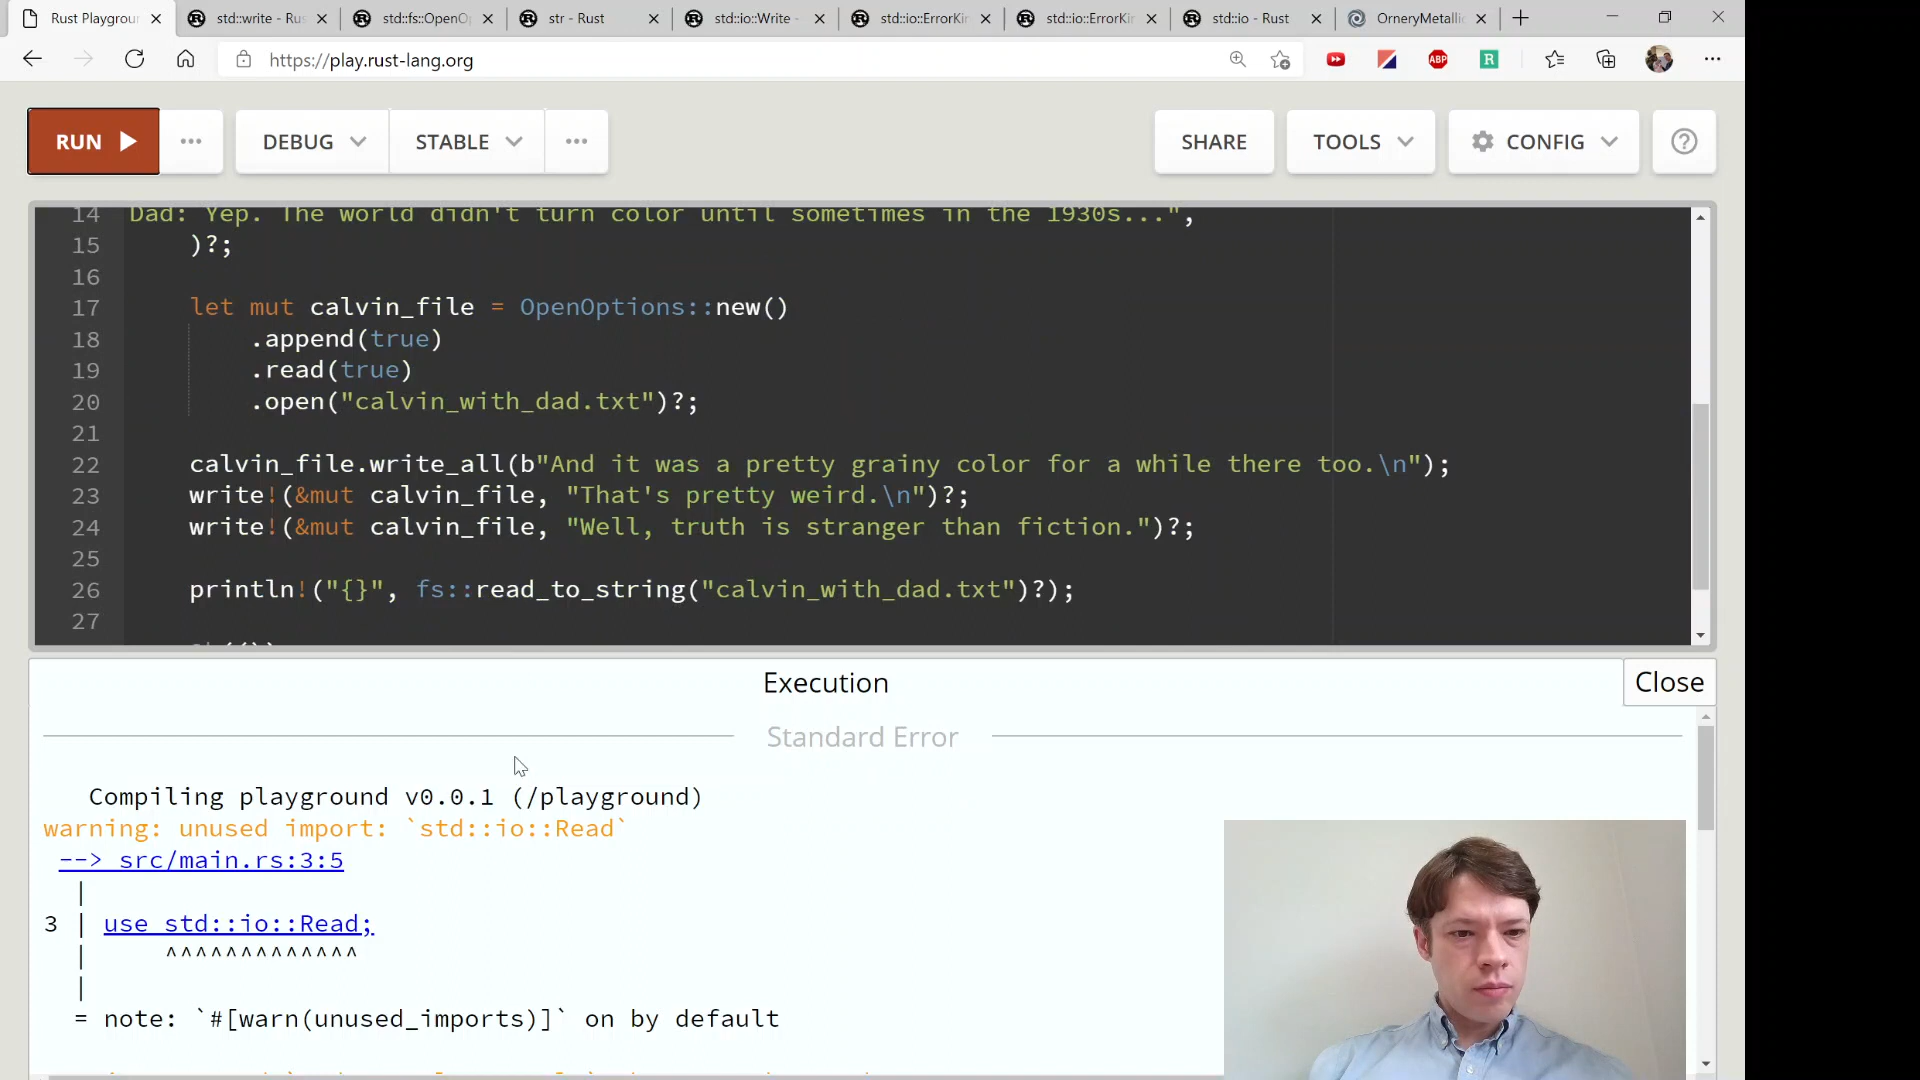 Rust Playgroun
std::write - Rus
std::fs::OpenO
str - Rust
std::io::Write -
std::io::ErrorKin
std::io::ErrorKin
std::io - Rust
OrneryMetallic
https://play.rust-lang.org
ABP
R
RUN
DEBUG
STABLE
SHARE
TOOLS
CONFIG
14 Dad: Yep. The world didn't turn color until sometimes in the 1930s...",
15 )?;
16
17 let mut calvin_file = OpenOptions::new()
18 .append(true)
19 .read(true)
20 .open("calvin_with_dad.txt")?;
21
22 calvin_file.write_all(b"And it was a pretty grainy color for a while there too.\n");
23 write!(&mut calvin_file, "That's pretty weird.\n")?;
24 write!(&mut calvin_file, "Well, truth is stranger than fiction.")?;
25
26 println!("{}", fs::read_to_string("calvin_with_dad.txt")?);
27
Execution
Close
Standard Error
Compiling playground v0.0.1 (/playground)
warning: unused import: `std::io::Read`
--> src/main.rs:3:5
|
3 | use std::io::Read;
| ^^^^^^^^^^^^^
|
= note: `#[warn(unused_imports)]` on by default